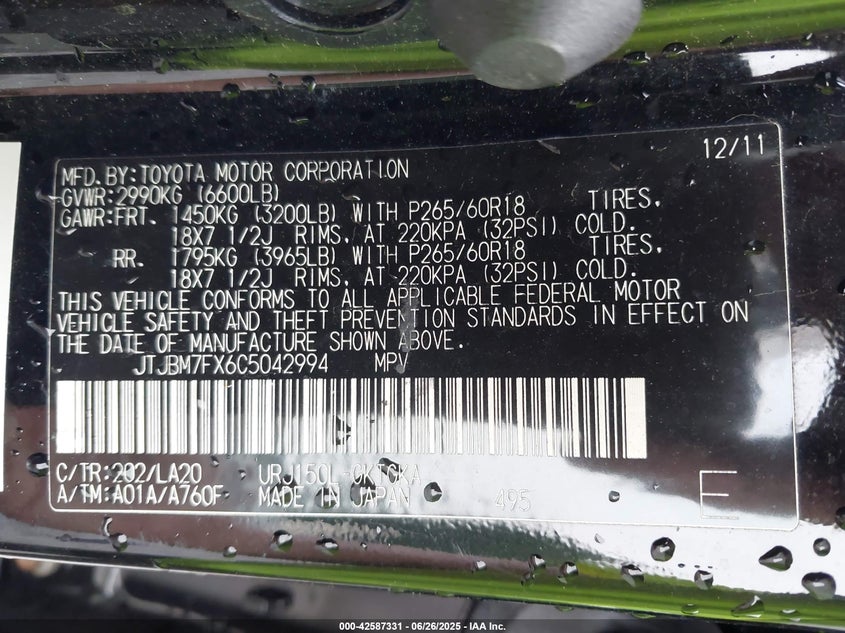 12/11
MFD. BY: TOYOTA MOTOR CORPORATION
GVWR: 2990KG (6600LB)
GAWR: FRT. 1450KG (3200LB) WITH P265/60R18 TIRES,
18X7 1/2J RIMS, AT 220KPA (32PSI) COLD.
RR. 1795KG (3965LB) WITH P265/60R18 TIRES,
18X7 1/2J RIMS, AT 220KPA (32PSI) COLD.
THIS VEHICLE CONFORMS TO ALL APPLICABLE FEDERAL MOTOR
VEHICLE SAFETY AND THEFT PREVENTION STANDARDS IN EFFECT ON
THE DATE OF MANUFACTURE SHOWN ABOVE.
JTJBM7FX6C5042994 MPV
C/TR: 202/LA20 URJ150L-GKTGKA
A/TM: A01A/A760F MADE IN JAPAN 495 E
000-42587331 / 06/26/2025 - IAA Inc.